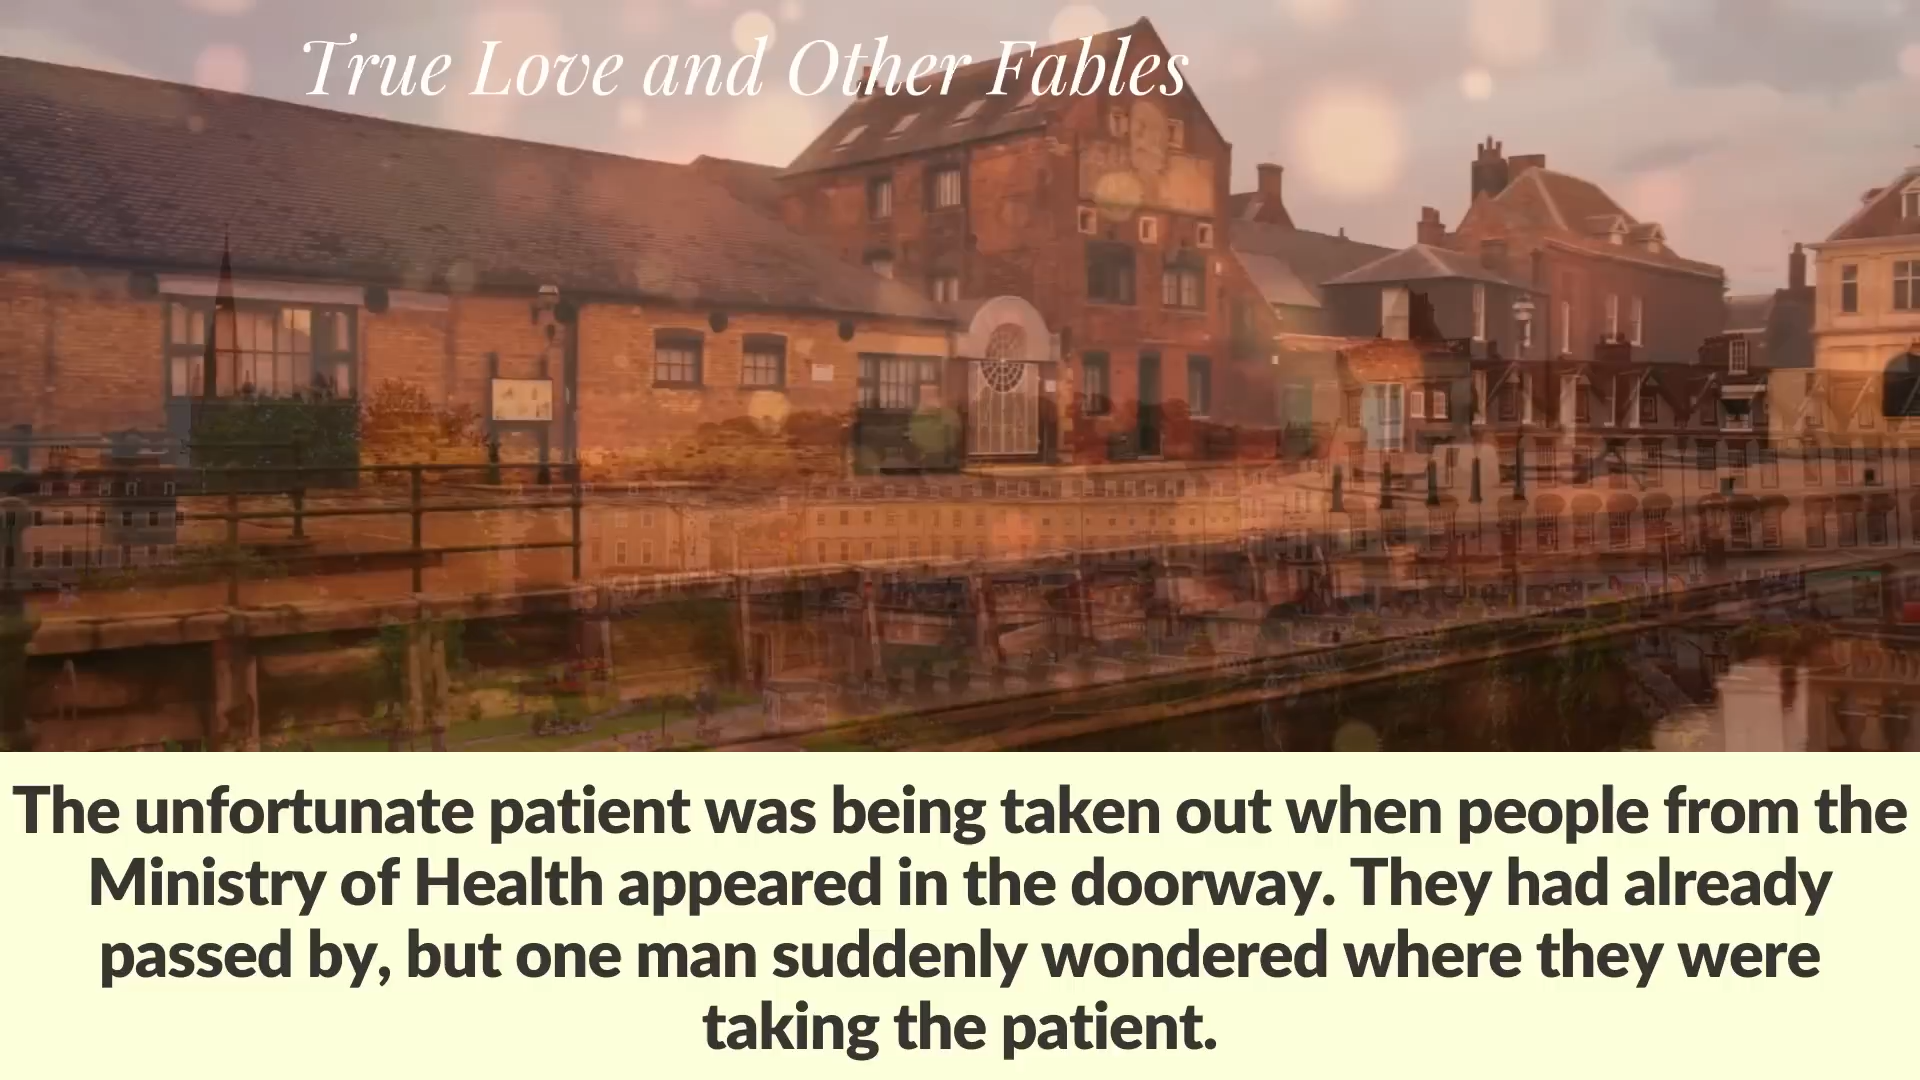 True Love and Other Fables
The unfortunate patient was being taken out when people from the
Ministry of Health appeared in the doorway. They had already
passed by, but one man suddenly wondered where they were
taking the patient.